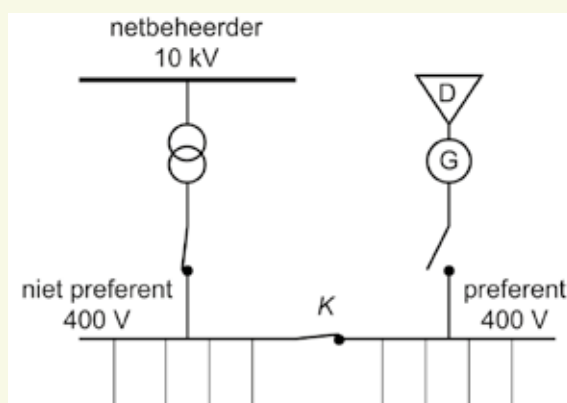 netbeheerder
10 kV
D
G
niet preferent
400 V
K
preferent
400 V